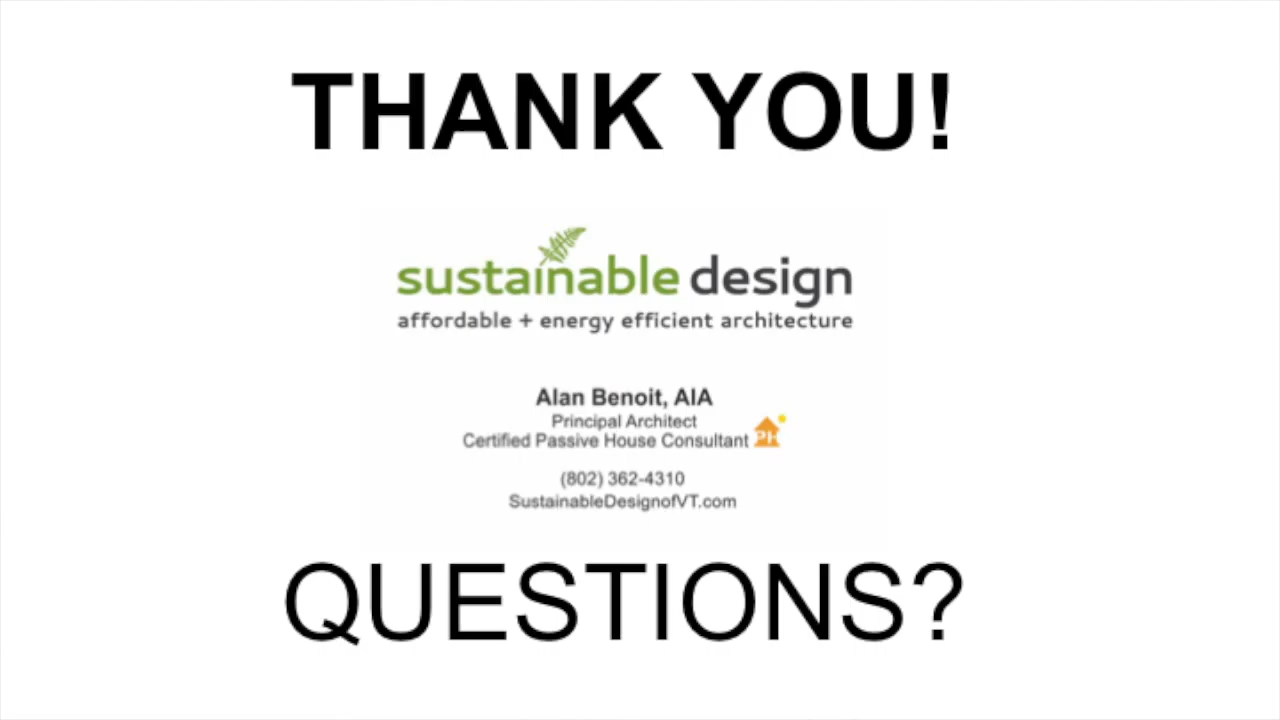 THANK YOU!
sustainable design
affordable + energy efficient architecture
Alan Benoit, AIA
Principal Architect
Certified Passive House Consultant PH
(802) 362-4310
SustainableDesignofVT.com
QUESTIONS?